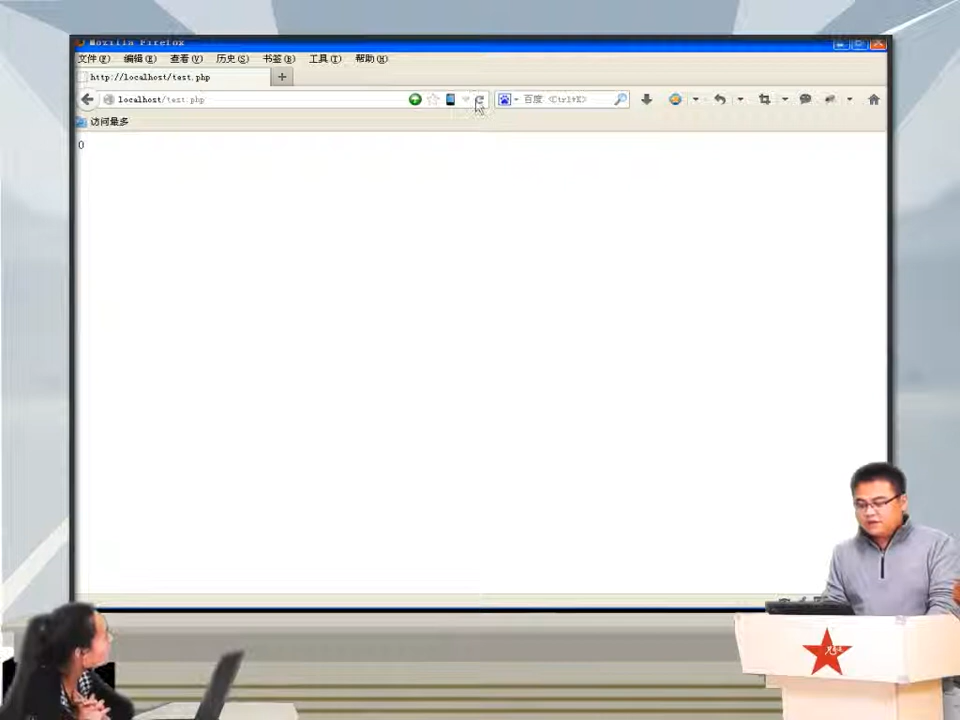 Mozilla Firefox
文件(F) 编辑(E) 查看(V) 历史(S) 书签(B) 工具(T) 帮助(H)
http://localhost/test.php +
localhost/test.php 百度 <Ctrl+K>
访问最多
0